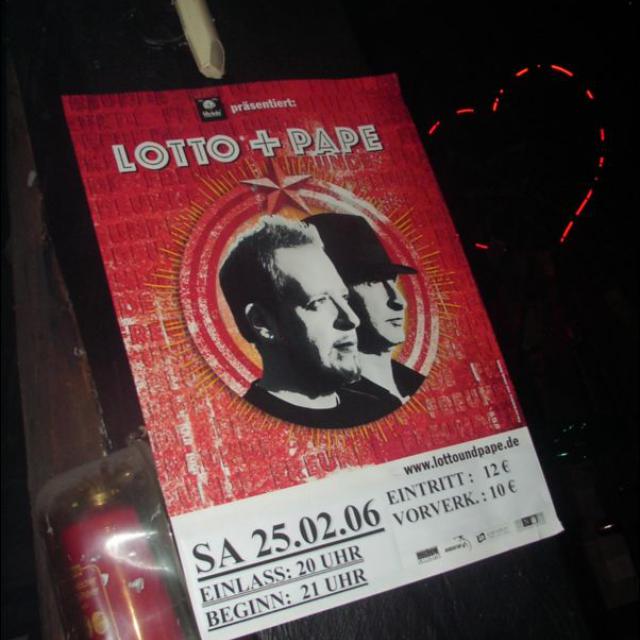 präsentiert:
LOTTO + PAPE
www.lottoundpape.de
SA 25.02.06
EINLASS: 20 UHR
BEGINN: 21 UHR
EINTRITT: 12 €
VORVERK.: 10 €